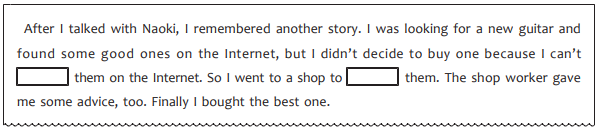 After I talked with Naoki, I remembered another story. I was looking for a new guitar and
found some good ones on the Internet, but I didn't decide to buy one because I can't
them on the Internet. So I went to a shop to them. The shop worker gave
me some advice, too. Finally I bought the best one.